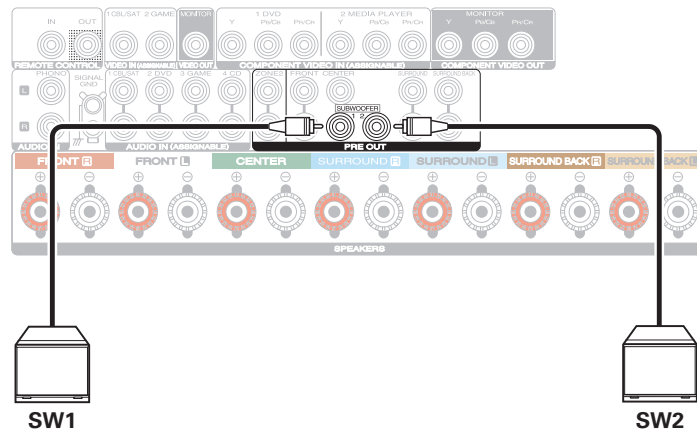 IN OUT
REMOTE CONTROL
1 CBL/SAT 2 GAME
VIDEO IN (ASSIGNABLE)
MONITOR
VIDEO OUT
1 DVD
Y PB/CB PR/CR
2 MEDIA PLAYER
Y PB/CB PR/CR
COMPONENT VIDEO IN (ASSIGNABLE)
MONITOR
Y PB/CB PR/CR
COMPONENT VIDEO OUT
PHONO
L
R
AUDIO IN
SIGNAL
GND
1 CBL/SAT 2 DVD 3 GAME 4 CD
AUDIO IN (ASSIGNABLE)
ZONE2 FRONT CENTER SURROUND SURROUND BACK
SUBWOOFER
1 2
PRE OUT
FRONT R FRONT L CENTER SURROUND R SURROUND L SURROUND BACK R SURROUND BACK L
+ − + − + − + − + − + − +
SPEAKERS
SW1 SW2